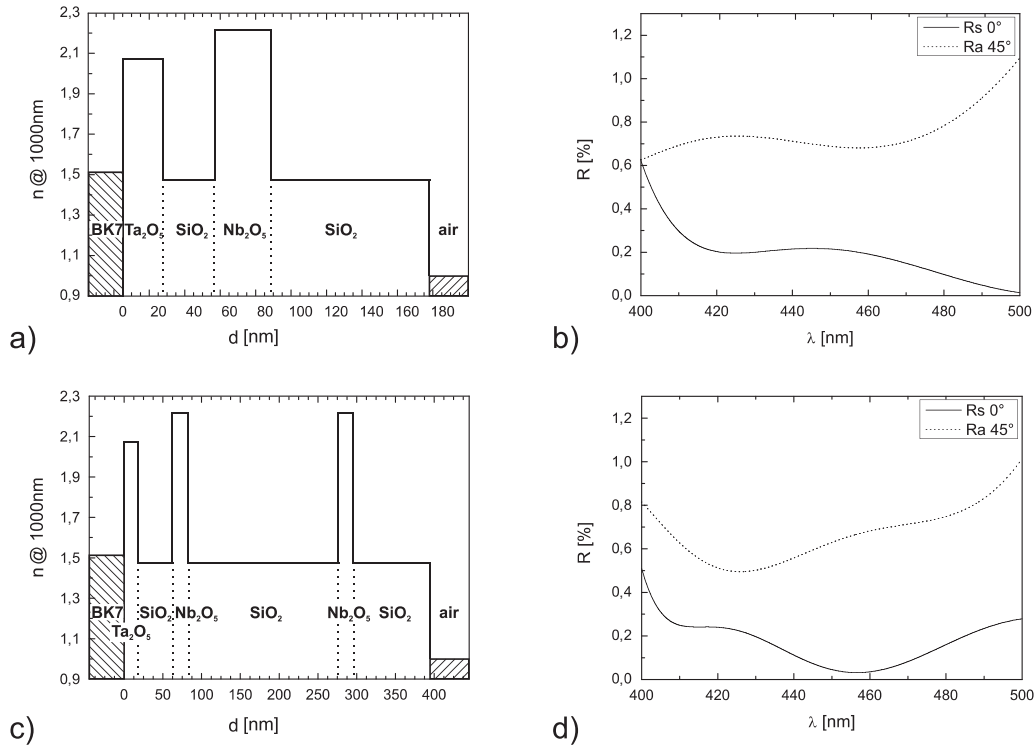 2,3
2,1
1,9
1,7
1,5
1,3
1,1
0,9
n @ 1000nm
BK7 Ta₂O₅ SiO₂ Nb₂O₅ SiO₂ air
0 20 40 60 80 100 120 140 160 180
d [nm]
a)
1,2
1,0
0,8
0,6
0,4
0,2
0,0
R [%]
Rs 0°
Ra 45°
400 420 440 460 480 500
λ [nm]
b)
2,3
2,1
1,9
1,7
1,5
1,3
1,1
0,9
n @ 1000nm
BK7 SiO₂ Nb₂O₅ SiO₂ Nb₂O₅ SiO₂ air
Ta₂O₅
0 50 100 150 200 250 300 350 400
d [nm]
c)
1,2
1,0
0,8
0,6
0,4
0,2
0,0
R [%]
Rs 0°
Ra 45°
400 420 440 460 480 500
λ [nm]
d)